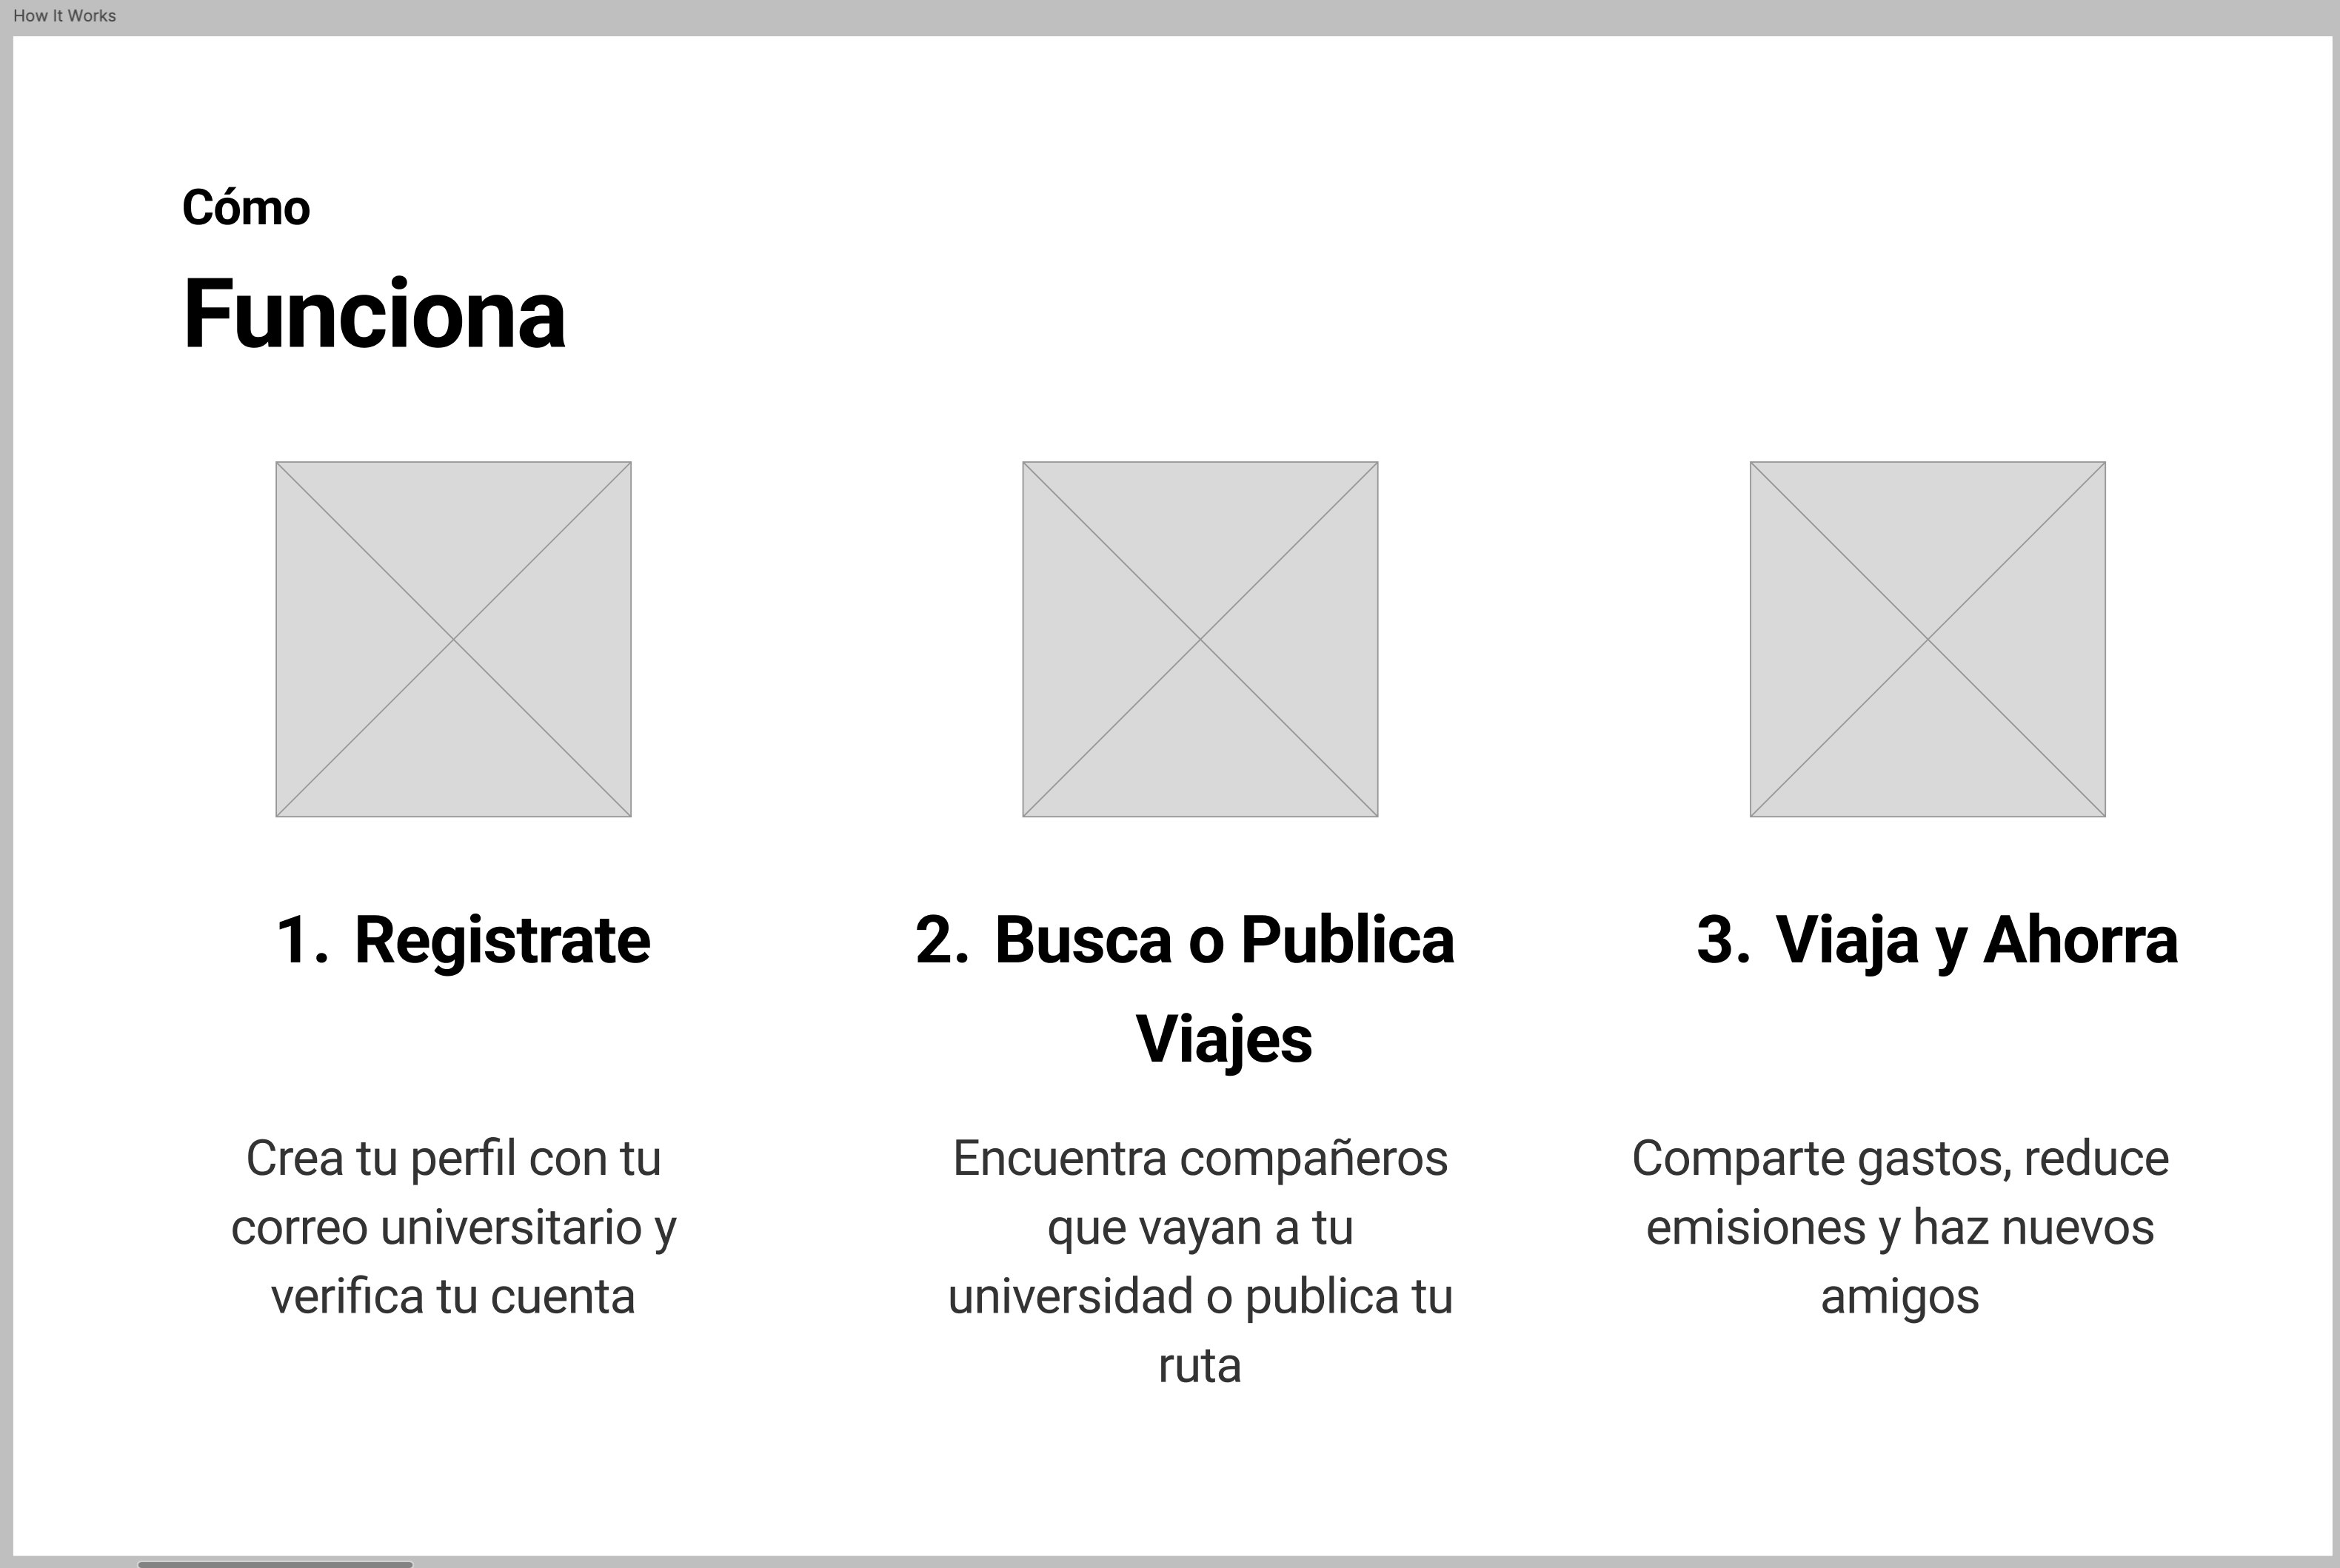 How It Works
Cómo
Funciona
1. Registrate
2. Busca o Publica
Viajes
3. Viaja y Ahorra
Crea tu perfil con tu
correo universitario y
verifica tu cuenta
Encuentra compañeros
que vayan a tu
universidad o publica tu
ruta
Comparte gastos, reduce
emisiones y haz nuevos
amigos